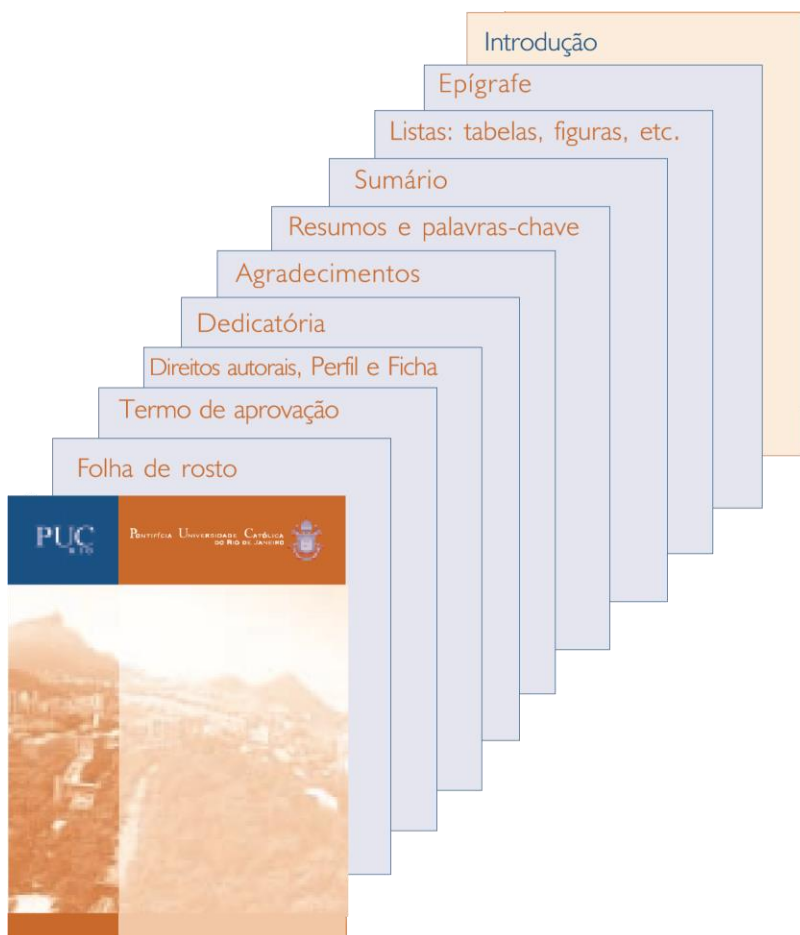 Introdução
Epígrafe
Listas: tabelas, figuras, etc.
Sumário
Resumos e palavras-chave
Agradecimentos
Dedicatória
Direitos autorais, Perfil e Ficha
Termo de aprovação
Folha de rosto
PUC
RIO
Pontifícia Universidade Católica
do Rio de Janeiro